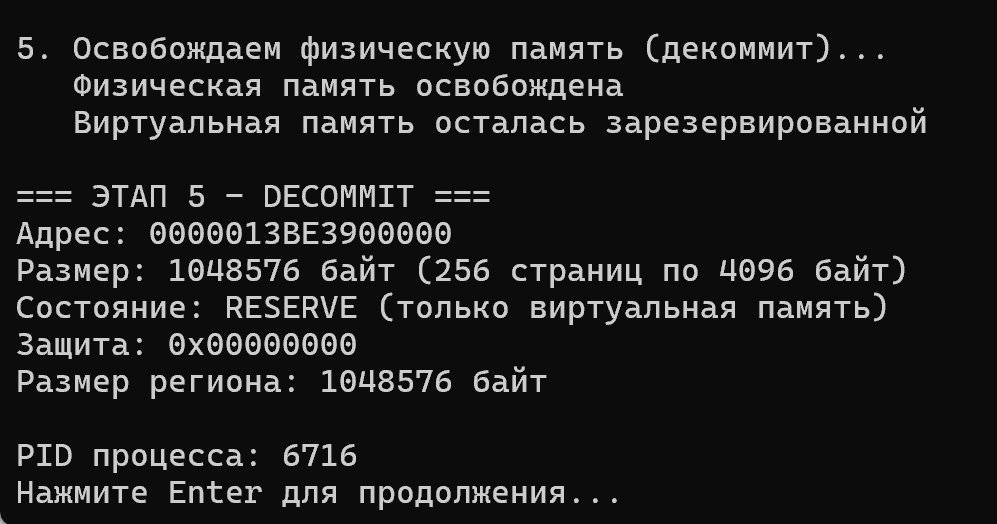 5. Освобождаем физическую память (декоммит)...
Физическая память освобождена
Виртуальная память осталась зарезервированной
=== ЭТАП 5 - DECOMMIT ===
Адрес: 0000013BE3900000
Размер: 1048576 байт (256 страниц по 4096 байт)
Состояние: RESERVE (только виртуальная память)
Защита: 0x00000000
Размер региона: 1048576 байт
PID процесса: 6716
Нажмите Enter для продолжения...